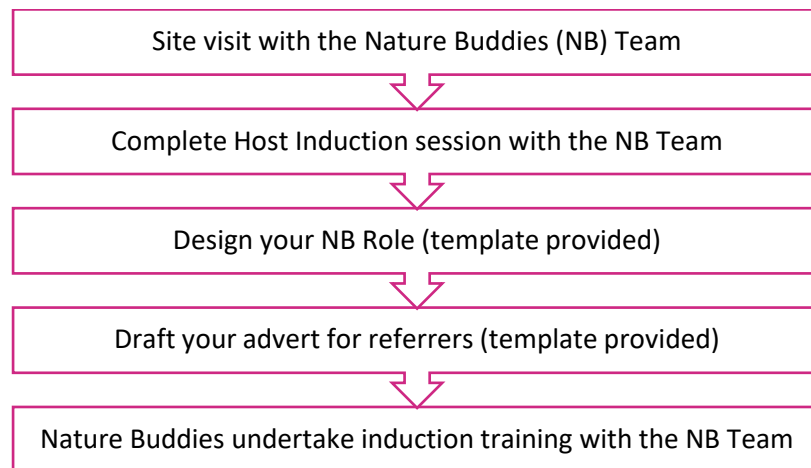 Site visit with the Nature Buddies (NB) Team
Complete Host Induction session with the NB Team
Design your NB Role (template provided)
Draft your advert for referrers (template provided)
Nature Buddies undertake induction training with the NB Team